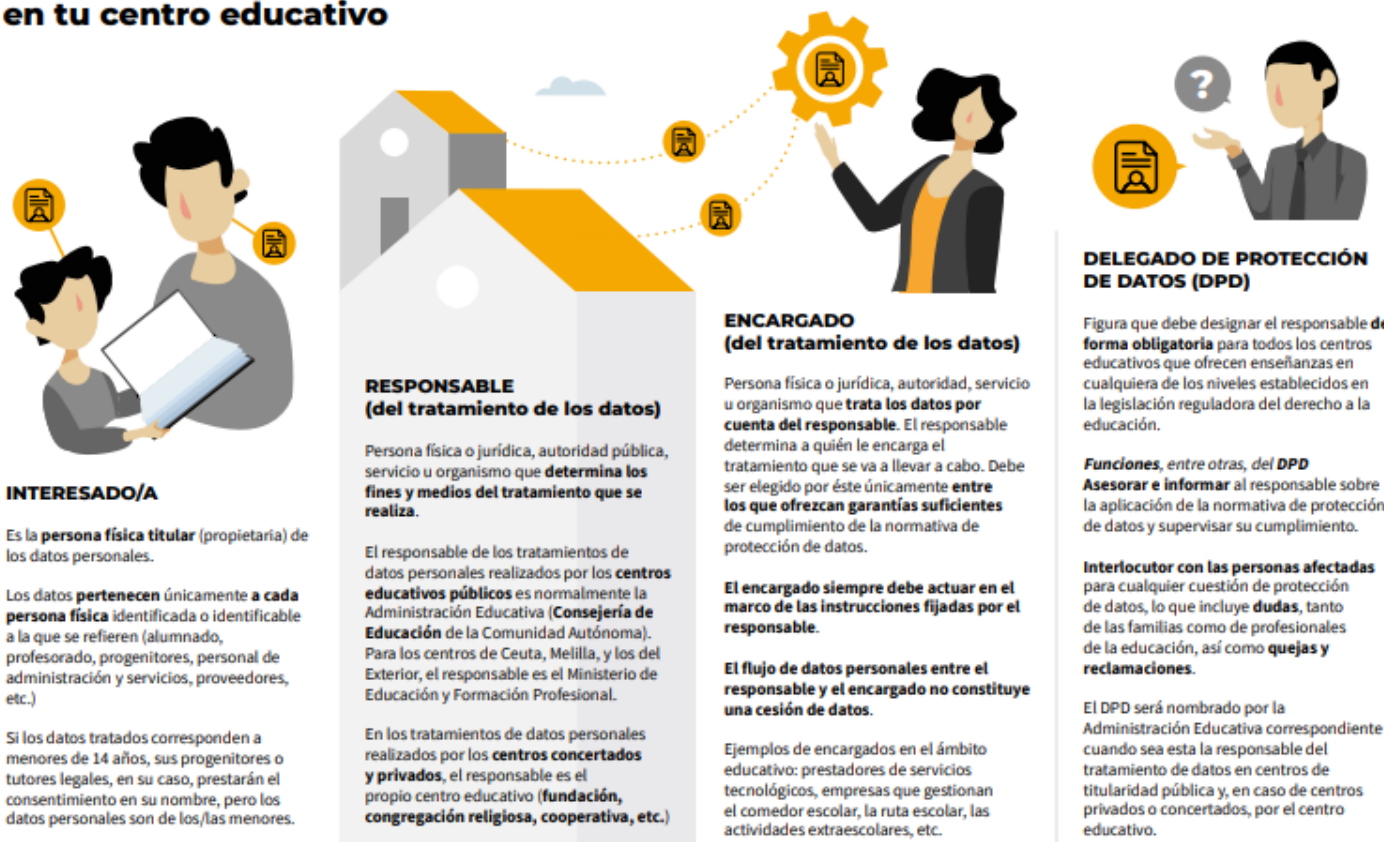 en tu centro educativo
?
INTERESADO/A
Es la persona física titular (propietaria) de
los datos personales.
Los datos pertenecen únicamente a cada
persona física identificada o identificable
a la que se refieren (alumnado,
profesorado, progenitores, personal de
administración y servicios, proveedores,
etc.)
Si los datos tratados corresponden a
menores de 14 años, sus progenitores o
tutores legales, en su caso, prestarán el
consentimiento en su nombre, pero los
datos personales son de los/las menores.
RESPONSABLE
(del tratamiento de los datos)
Persona física o jurídica, autoridad pública,
servicio u organismo que determina los
fines y medios del tratamiento que se
realiza.
El responsable de los tratamientos de
datos personales realizados por los centros
educativos públicos es normalmente la
Administración Educativa (Consejería de
Educación de la Comunidad Autónoma).
Para los centros de Ceuta, Melilla, y los del
Exterior, el responsable es el Ministerio de
Educación y Formación Profesional.
En los tratamientos de datos personales
realizados por los centros concertados
y privados, el responsable es el
propio centro educativo (fundación,
congregación religiosa, cooperativa, etc.)
ENCARGADO
(del tratamiento de los datos)
Persona física o jurídica, autoridad, servicio
u organismo que trata los datos por
cuenta del responsable. El responsable
determina a quién le encarga el
tratamiento que se va a llevar a cabo. Debe
ser elegido por éste únicamente entre
los que ofrezcan garantías suficientes
de cumplimiento de la normativa de
protección de datos.
El encargado siempre debe actuar en el
marco de las instrucciones fijadas por el
responsable.
El flujo de datos personales entre el
responsable y el encargado no constituye
una cesión de datos.
Ejemplos de encargados en el ámbito
educativo: prestadores de servicios
tecnológicos, empresas que gestionan
el comedor escolar, la ruta escolar, las
actividades extraescolares, etc.
DELEGADO DE PROTECCIÓN
DE DATOS (DPD)
Figura que debe designar el responsable de
forma obligatoria para todos los centros
educativos que ofrecen enseñanzas en
cualquiera de los niveles establecidos en
la legislación reguladora del derecho a la
educación.
Funciones, entre otras, del DPD
Asesorar e informar al responsable sobre
la aplicación de la normativa de protección
de datos y supervisar su cumplimiento.
Interlocutor con las personas afectadas
para cualquier cuestión de protección
de datos, lo que incluye dudas, tanto
de las familias como de profesionales
de la educación, así como quejas y
reclamaciones.
El DPD será nombrado por la
Administración Educativa correspondiente
cuando sea esta la responsable del
tratamiento de datos en centros de
titularidad pública y, en caso de centros
privados o concertados, por el centro
educativo.